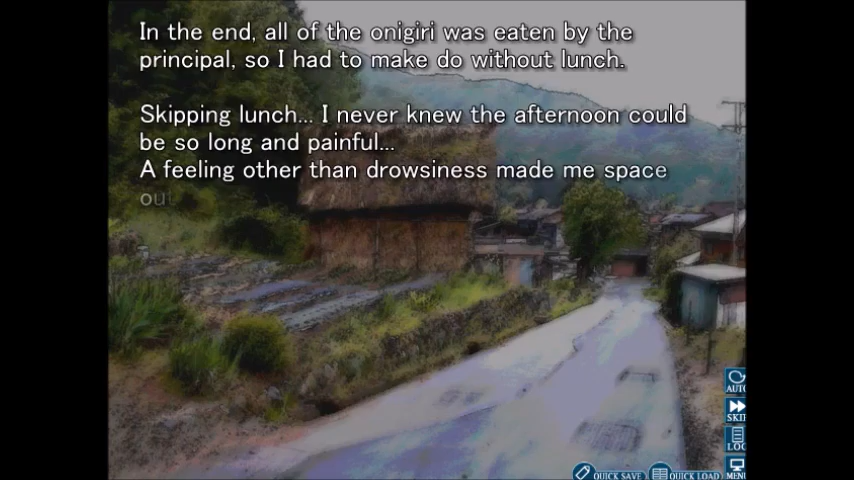 In the end, all of the onigiri was eaten by the
principal, so I had to make do without lunch.
Skipping lunch... I never knew the afternoon could
be so long and painful...
A feeling other than drowsiness made me space
out
AUTO
SKIP
LOG
MENU
QUICK SAVE
QUICK LOAD